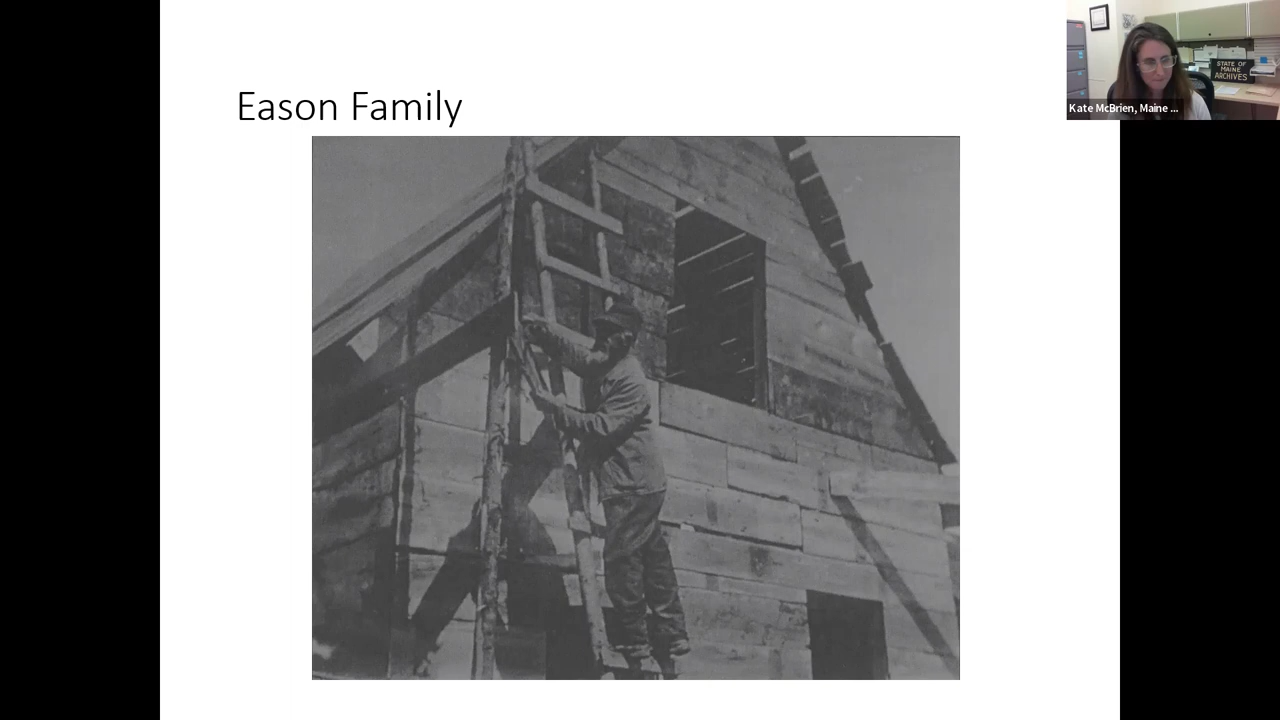 Eason Family
STATE OF
MAINE
ARCHIVES
Kate McBrien, Maine ...